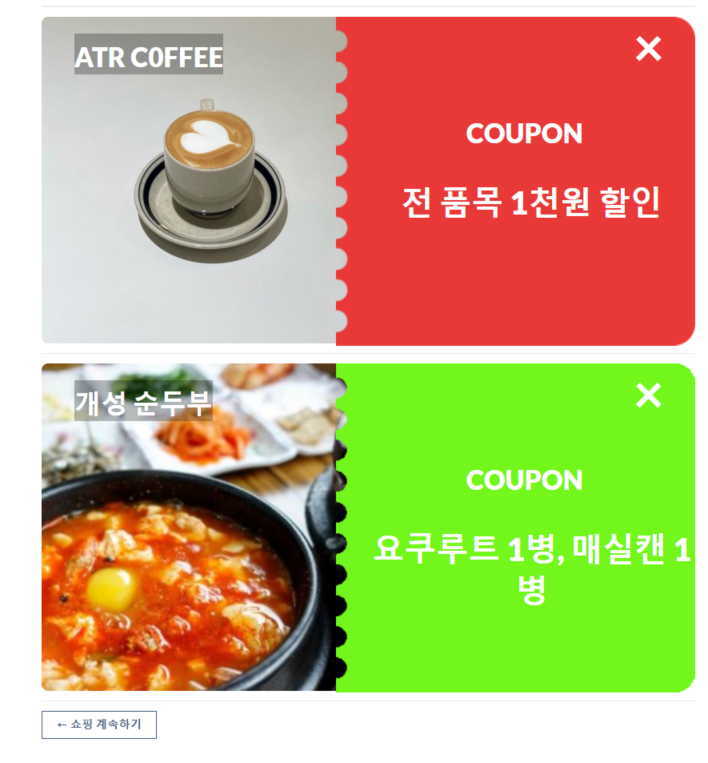 ATR C0FFEE
×
COUPON
전 품목 1천원 할인
개성 순두부
×
COUPON
요쿠루트 1병, 매실캔 1
병
← 쇼핑 계속하기